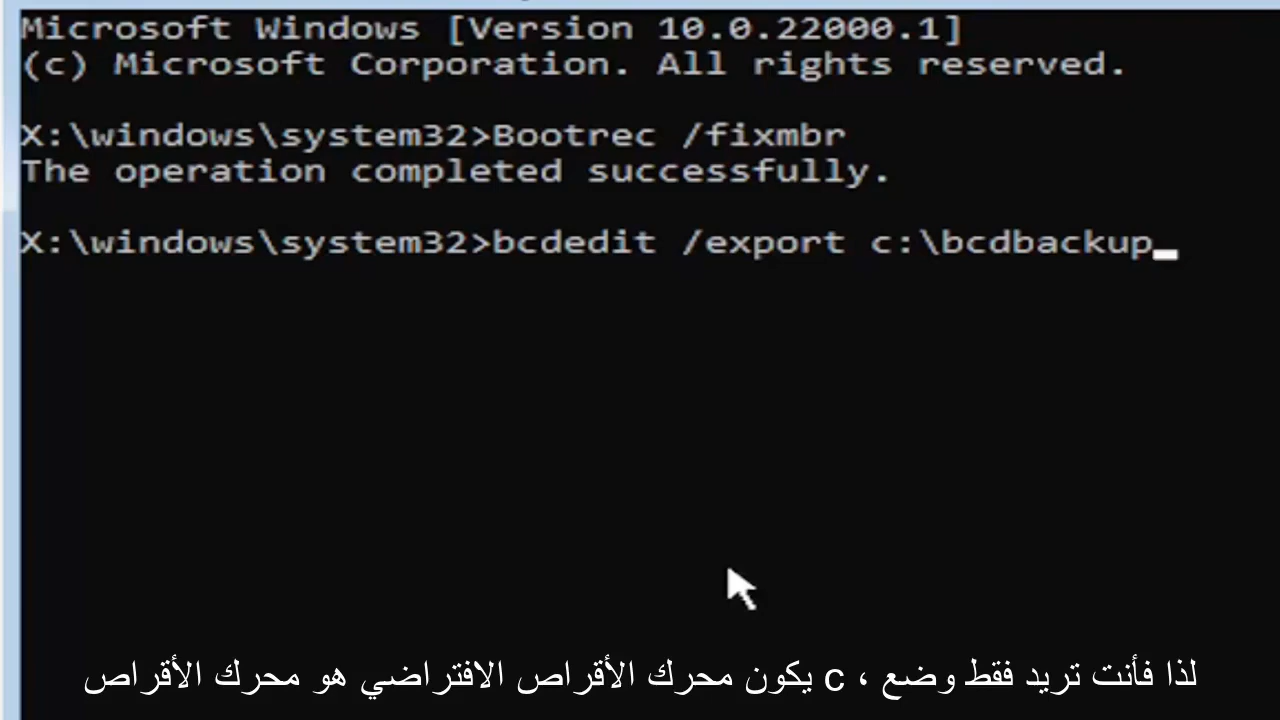 Microsoft Windows [Version 10.0.22000.1]
(c) Microsoft Corporation. All rights reserved.
X:\windows\system32>Bootrec /fixmbr
The operation completed successfully.
X:\windows\system32>bcdedit /export c:\bcdbackup
لذا فأنت تريد فقط وضع ، c يكون محرك الأقراص الافتراضي هو محرك الأقراص